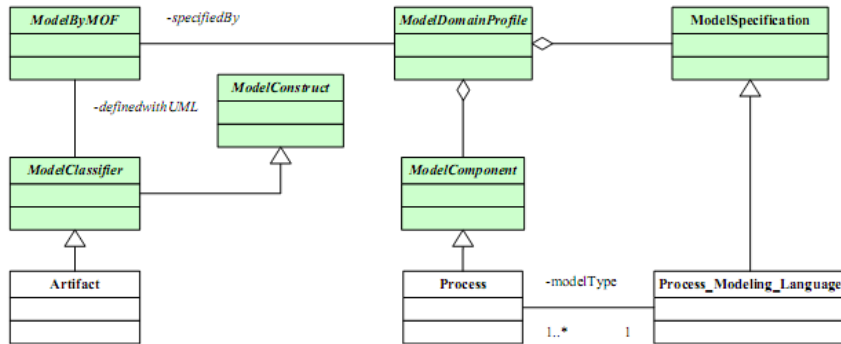 ModelByMOF
-specifiedBy
ModelDomainProfile
ModelSpecification
ModelConstruct
-definedwithUML
ModelClassifier
ModelComponent
Artifact
Process
-modelType
Process_Modeling_Language
1..*
1